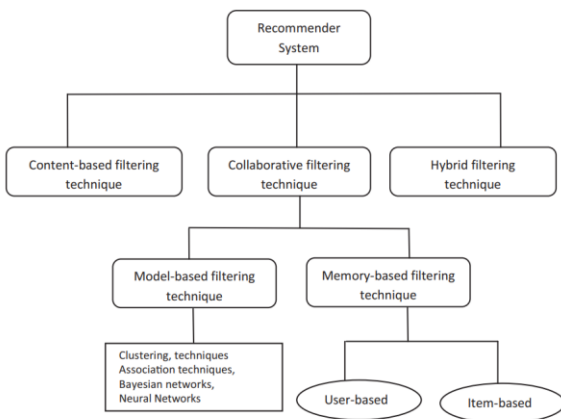 Recommender
System
Content-based filtering
technique
Collaborative filtering
technique
Hybrid filtering
technique
Model-based filtering
technique
Memory-based filtering
technique
Clustering, techniques
Association techniques,
Bayesian networks,
Neural Networks
User-based
Item-based